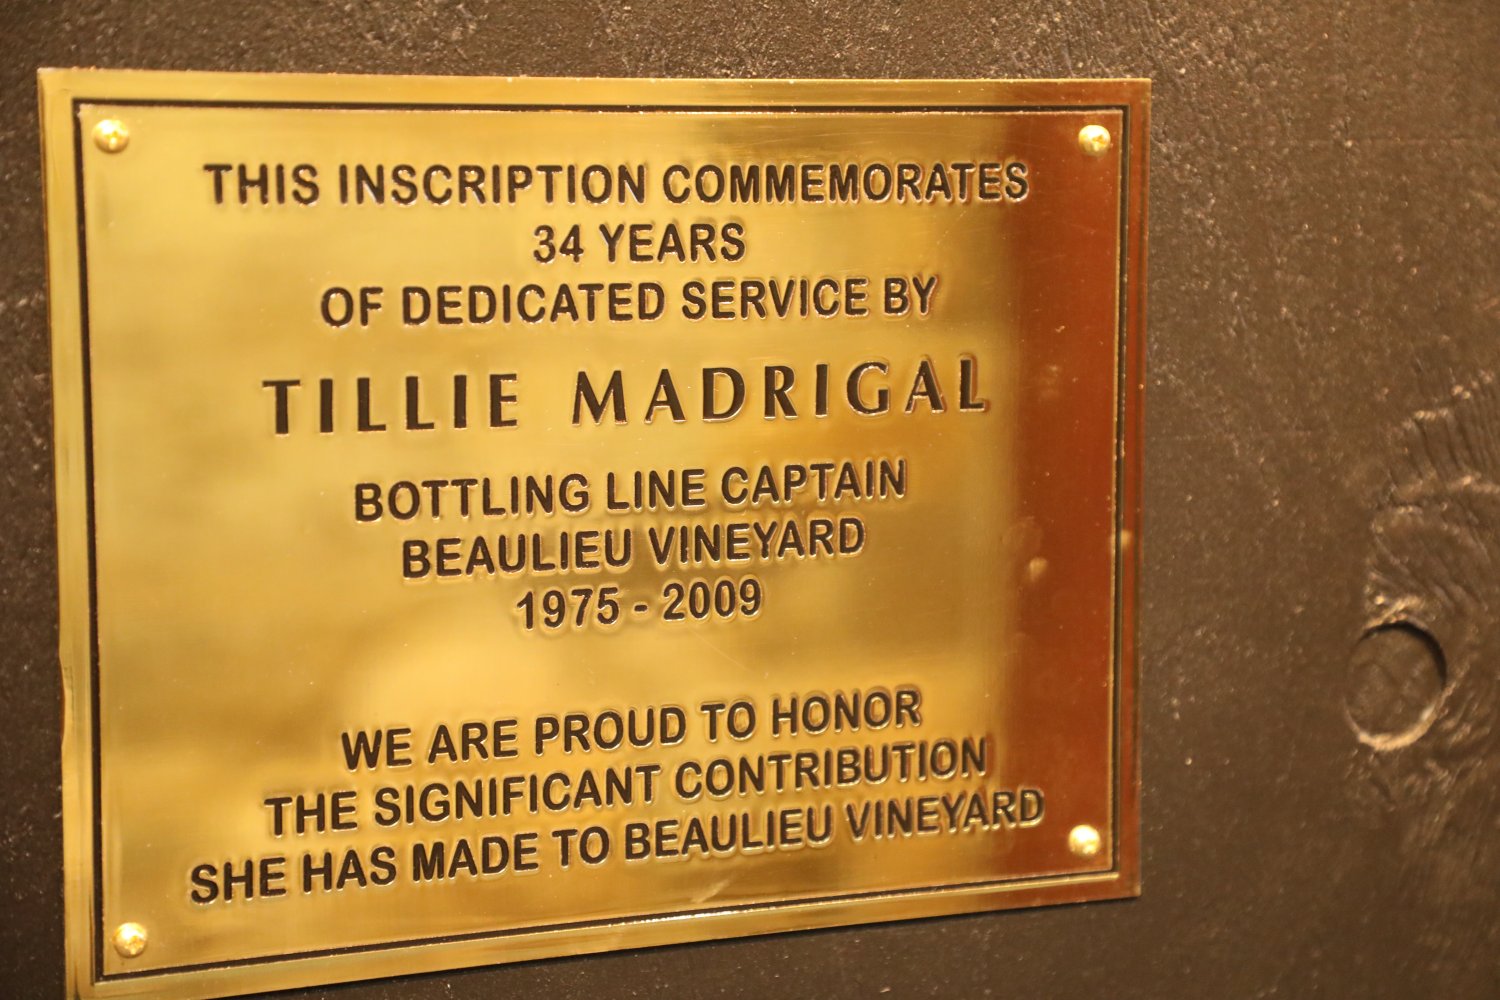 THIS INSCRIPTION COMMEMORATES
34 YEARS
OF DEDICATED SERVICE BY
TILLIE MADRIGAL
BOTTLING LINE CAPTAIN
BEAULIEU VINEYARD
1975 - 2009
WE ARE PROUD TO HONOR
THE SIGNIFICANT CONTRIBUTION
SHE HAS MADE TO BEAULIEU VINEYARD